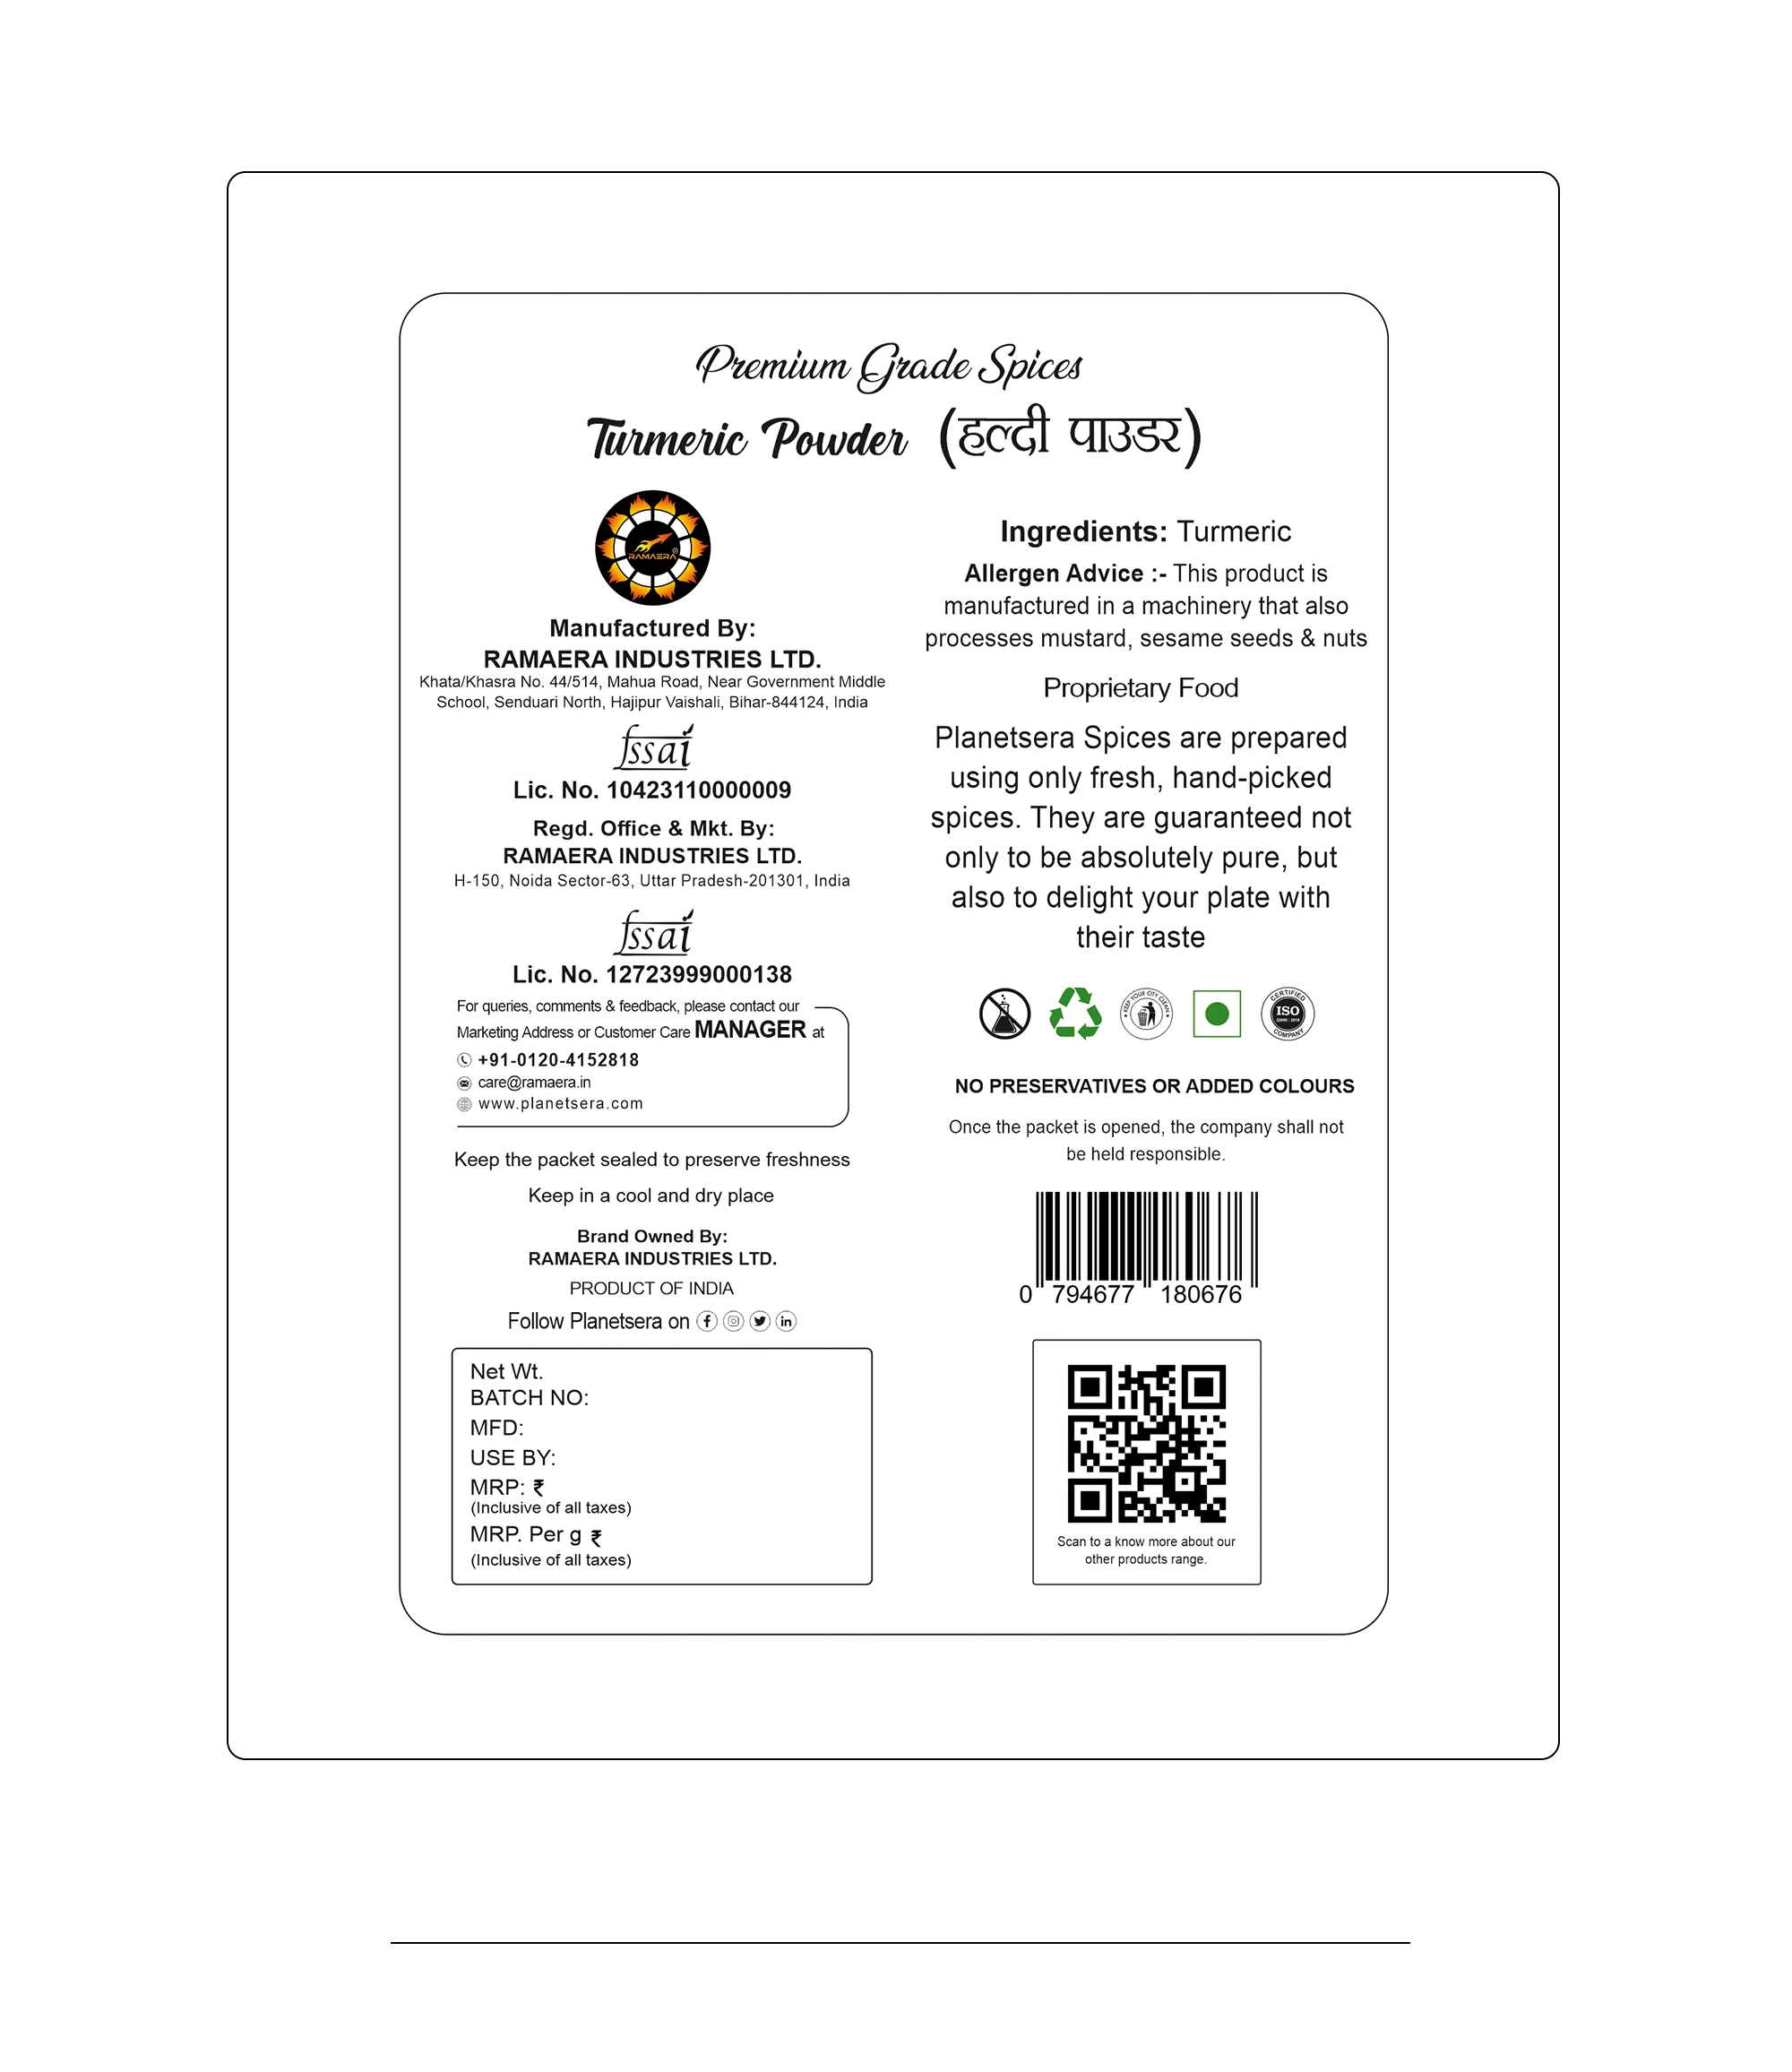 Premium Grade Spices
Turmeric Powder (हल्दी पाउडर)
RAMAERA®
Manufactured By:
RAMAERA INDUSTRIES LTD.
Khata/Khasra No. 44/514, Mahua Road, Near Government Middle
School, Senduari North, Hajipur Vaishali, Bihar-844124, India
fssai
Lic. No. 10423110000009
Regd. Office & Mkt. By:
RAMAERA INDUSTRIES LTD.
H-150, Noida Sector-63, Uttar Pradesh-201301, India
fssai
Lic. No. 12723999000138
For queries, comments & feedback, please contact our
Marketing Address or Customer Care MANAGER at
+91-0120-4152818
care@ramaera.in
www.planetsera.com
Keep the packet sealed to preserve freshness
Keep in a cool and dry place
Brand Owned By:
RAMAERA INDUSTRIES LTD.
PRODUCT OF INDIA
Follow Planetsera on
Net Wt.
BATCH NO:
MFD:
USE BY:
MRP: ₹
(Inclusive of all taxes)
MRP. Per g ₹
(Inclusive of all taxes)
Ingredients: Turmeric
Allergen Advice :- This product is
manufactured in a machinery that also
processes mustard, sesame seeds & nuts
Proprietary Food
Planetsera Spices are prepared
using only fresh, hand-picked
spices. They are guaranteed not
only to be absolutely pure, but
also to delight your plate with
their taste
KEEP YOUR CITY CLEAN
CERTIFIED
ISO
COMPANY
NO PRESERVATIVES OR ADDED COLOURS
Once the packet is opened, the company shall not
be held responsible.
0 794677 180676
Scan to a know more about our
other products range.